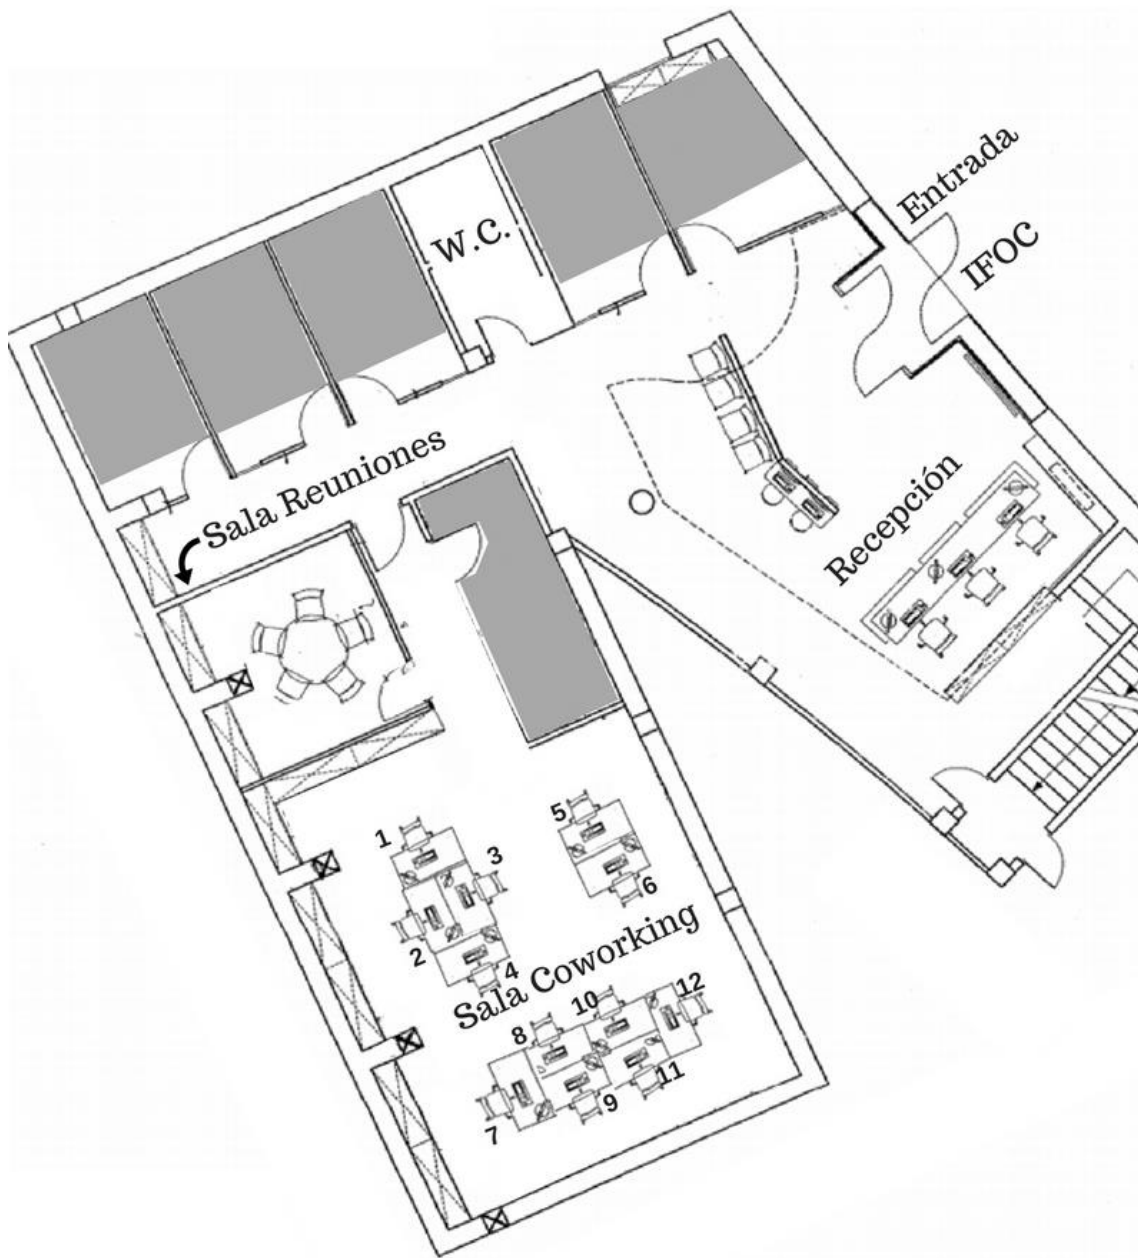 Entrada
IFOC
W.C.
Recepción
Sala Reuniones
1
2
3
4
5
6
Sala Coworking
7
8
9
10
11
12